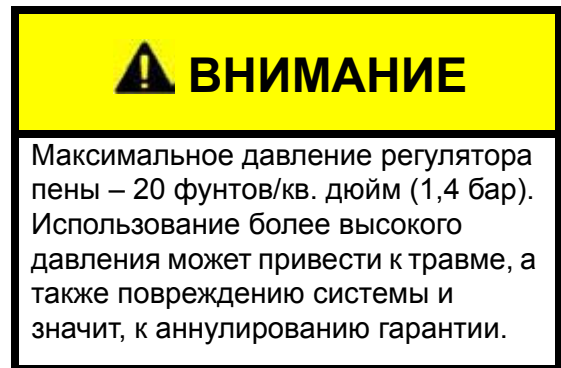 ВНИМАНИЕ
Максимальное давление регулятора
пены – 20 фунтов/кв. дюйм (1,4 бар).
Использование более высокого
давления может привести к травме, а
также повреждению системы и
значит, к аннулированию гарантии.